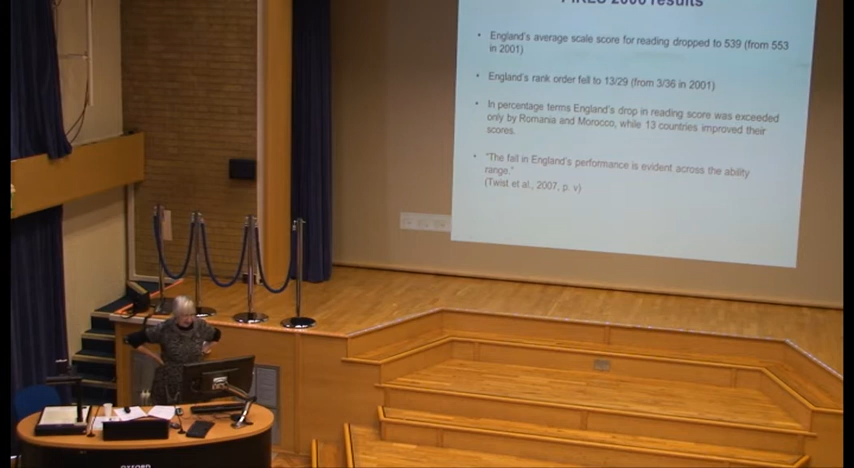 PIRLS 2006 results
• England's average scale score for reading dropped to 539 (from 553
in 2001)
• England's rank order fell to 13/29 (from 3/36 in 2001)
• In percentage terms England's drop in reading score was exceeded
only by Romania and Morocco, while 13 countries improved their
scores.
• "The fall in England's performance is evident across the ability
range."
(Twist et al., 2007, p. v)
OXFORD